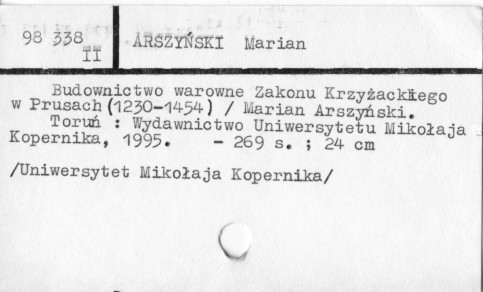 98 338 II
ARSZYŃSKI Marian
Budownictwo warowne Zakonu Krzyżackiego
w Prusach (1230-1454) / Marian Arszyński.
Toruń : Wydawnictwo Uniwersytetu Mikołaja
Kopernika, 1995. - 269 s. ; 24 cm
/Uniwersytet Mikołaja Kopernika/